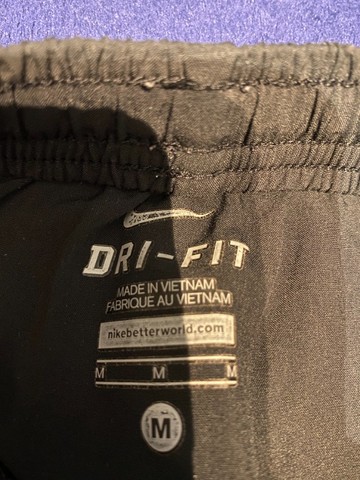 DRI-FIT
MADE IN VIETNAM
FABRIQUE AU VIETNAM
nikebetterworld.com
M M M
M